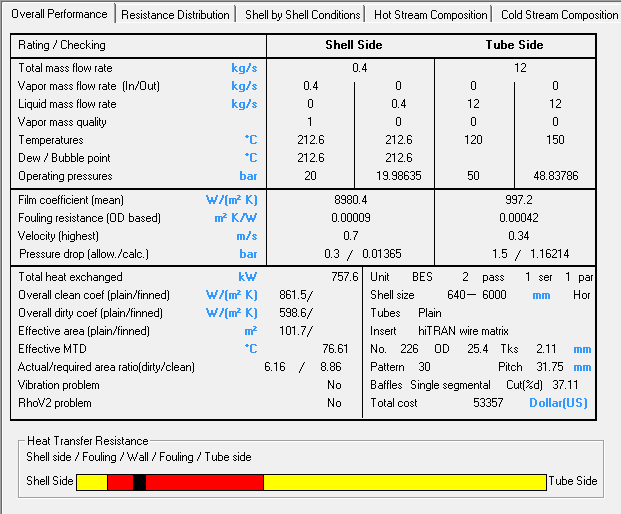 Overall Performance Resistance Distribution Shell by Shell Conditions Hot Stream Composition Cold Stream Composition
Rating / Checking Shell Side Tube Side
Total mass flow rate kg/s 0.4 12
Vapor mass flow rate (In/Out) kg/s 0.4 0 0 0
Liquid mass flow rate kg/s 0 0.4 12 12
Vapor mass quality 1 0 0 0
Temperatures °C 212.6 212.6 120 150
Dew / Bubble point °C 212.6 212.6
Operating pressures bar 20 19.98635 50 48.83786
Film coefficient (mean) W/(m² K) 8980.4 997.2
Fouling resistance (OD based) m² K/W 0.00009 0.00042
Velocity (highest) m/s 0.7 0.34
Pressure drop (allow./calc.) bar 0.3 / 0.01365 1.5 / 1.16214
Total heat exchanged kW 757.6 Unit BES 2 pass 1 ser 1 par
Overall clean coef (plain/finned) W/(m² K) 861.5/ Shell size 640— 6000 mm Hor
Overall dirty coef (plain/finned) W/(m² K) 598.6/ Tubes Plain
Effective area (plain/finned) m² 101.7/ Insert hiTRAN wire matrix
Effective MTD °C 76.61 No. 226 OD 25.4 Tks 2.11 mm
Actual/required area ratio(dirty/clean) 6.16 / 8.86 Pattern 30 Pitch 31.75 mm
Vibration problem No Baffles Single segmental Cut(%d) 37.11
RhoV2 problem No Total cost 53357 Dollar(US)
Heat Transfer Resistance
Shell side / Fouling / Wall / Fouling / Tube side
Shell Side Tube Side